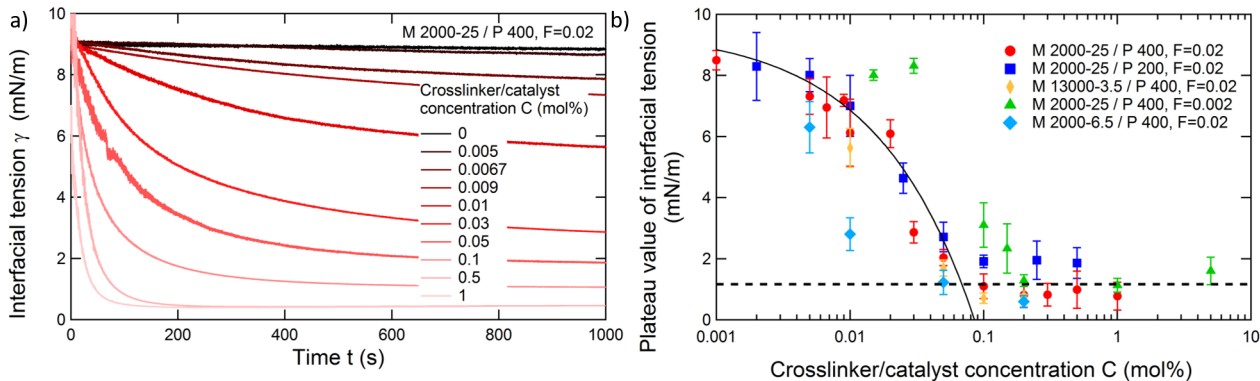 a)
Interfacial tension γ (mN/m)
10
8
6
4
2
0
M 2000-25 / P 400, F=0.02
Crosslinker/catalyst
concentration C (mol%)
0
0.005
0.0067
0.009
0.01
0.03
0.05
0.1
0.5
1
0
200
400
600
800
1000
Time t (s)
b)
Plateau value of interfacial tension
(mN/m)
10
8
6
4
2
0
M 2000-25 / P 400, F=0.02
M 2000-25 / P 200, F=0.02
M 13000-3.5 / P 400, F=0.02
M 2000-25 / P 400, F=0.002
M 2000-6.5 / P 400, F=0.02
0.001
0.01
0.1
1
10
Crosslinker/catalyst concentration C (mol%)